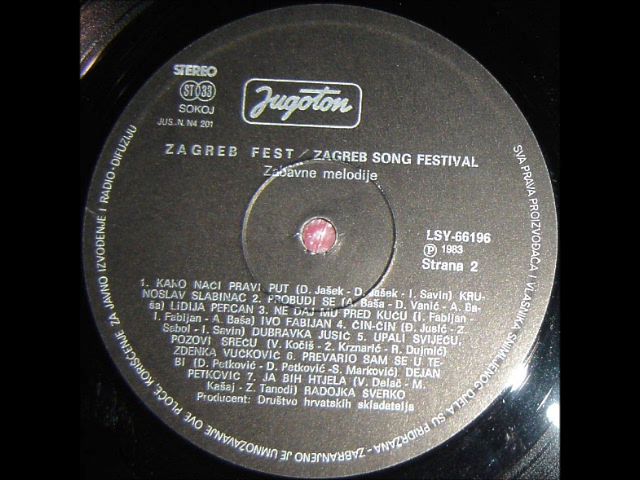 STEREO
ST 33
SOKOJ
JUS. N. N4 201
Jugoton
ZAGREB FEST / ZAGREB SONG FESTIVAL
Zabavne melodije
LSY-66196
Ⓟ 1983
Strana 2
1. KAKO NAĆI PRAVI PUT (D. Jašek - D. Jašek - I. Savin) KRU-
NOSLAV SLABINAC 2. PROBUDI SE (A. Baša - D. Vanić - A. Ba-
ša) LIDIJA PERCAN 3. NE DAJ MU PRED KUĆU (I. Fabijan -
I. Fabijan - A. Baša) IVO FABIJAN 4. ČIN-ČIN (Đ. Jusić - Z.
Sabol - I. Savin) DUBRAVKA JUSIĆ 5. UPALI SVIJEĆU,
POZOVI SREĆU (V. Kočiš - Z. Krznarić - R. Dujmić)
ZDENKA VUČKOVIĆ 6. PREVARIO SAM SE U TE-
BI (D. Petković - D. Petković - S. Marković) DEJAN
PETKOVIĆ 7. JA BIH HTJELA (V. Delač - M.
Kašaj - Z. Tanodi) RADOJKA ŠVERKO
Producent: Društvo hrvatskih skladatelja
SVA PRAVA PROIZVOĐAČA I VLASNIKA SNIMLJENOG DJELA SU PRIDRŽANA - ZABRANJENO JE UMNOŽAVANJE OVE PLOČE, KORIŠĆENJE ZA JAVNO IZVOĐENJE I RADIO-DIFUZIJU